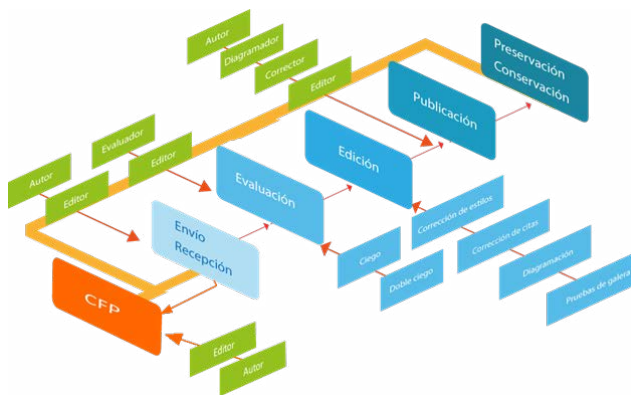 Autor
Diagramador
Corrector
Editor
Preservación
Conservación
Publicación
Evaluador
Editor
Edición
Autor
Editor
Evaluación
Envío
Recepción
Corrección de estilos
Corrección de citas
Diagramación
Pruebas de galera
Ciego
Doble ciego
CFP
Editor
Autor